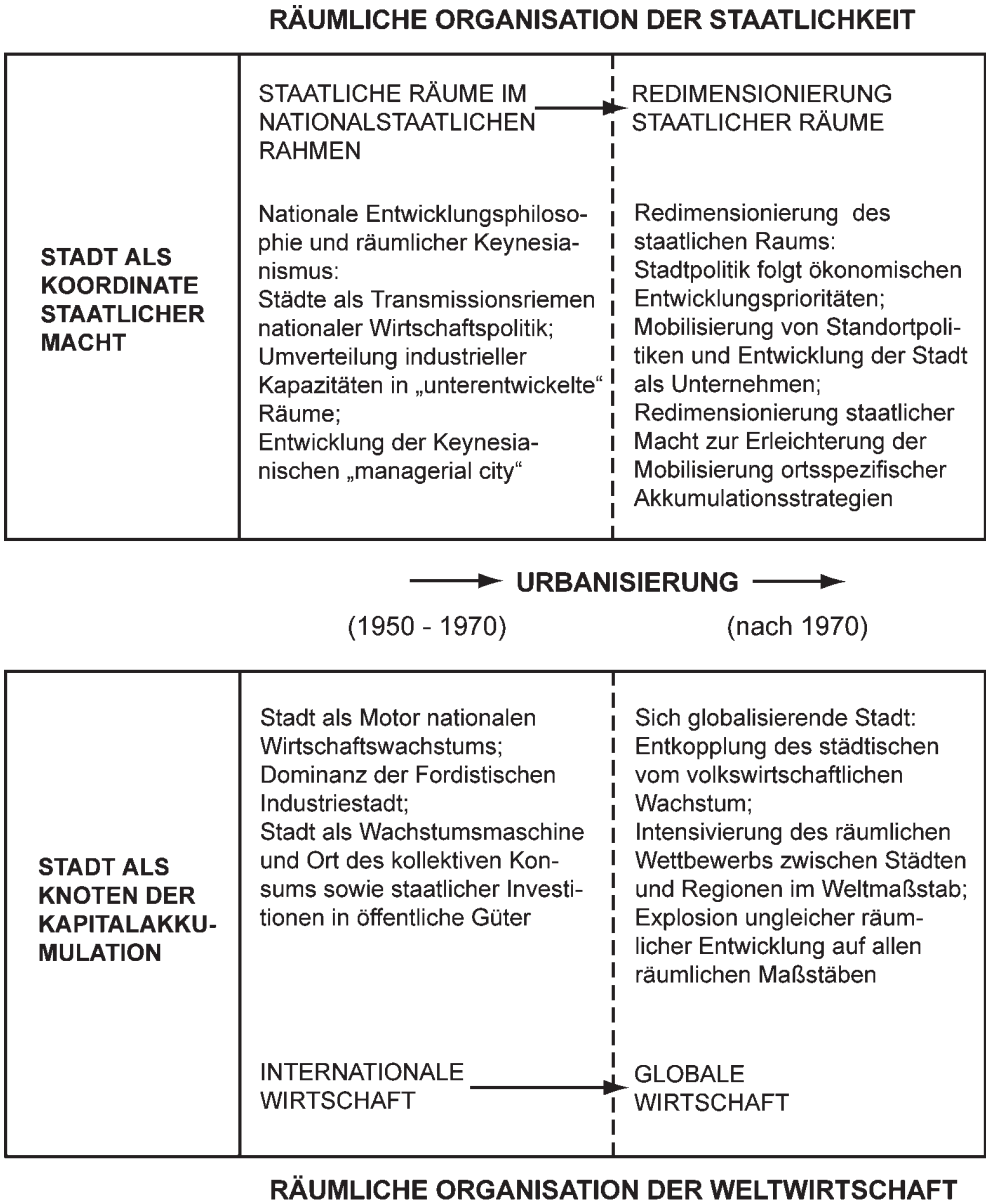 RÄUMLICHE ORGANISATION DER STAATLICHKEIT
STADT ALS
KOORDINATE
STAATLICHER
MACHT
STAATLICHE RÄUME IM
NATIONALSTAATLICHEN
RAHMEN
Nationale Entwicklungsphiloso-
phie und räumlicher Keynesia-
nismus:
Städte als Transmissionsriemen
nationaler Wirtschaftspolitik;
Umverteilung industrieller
Kapazitäten in „unterentwickelte“
Räume;
Entwicklung der Keynesia-
nischen „managerial city“
REDIMENSIONIERUNG
STAATLICHER RÄUME
Redimensionierung des
staatlichen Raums:
Stadtpolitik folgt ökonomischen
Entwicklungsprioritäten;
Mobilisierung von Standortpoli-
tiken und Entwicklung der Stadt
als Unternehmen;
Redimensionierung staatlicher
Macht zur Erleichterung der
Mobilisierung ortsspezifischer
Akkumulationsstrategien
URBANISIERUNG
(1950 - 1970)
(nach 1970)
STADT ALS
KNOTEN DER
KAPITALAKKU-
MULATION
Stadt als Motor nationalen
Wirtschaftswachstums;
Dominanz der Fordistischen
Industriestadt;
Stadt als Wachstumsmaschine
und Ort des kollektiven Kon-
sums sowie staatlicher Investi-
tionen in öffentliche Güter
INTERNATIONALE
WIRTSCHAFT
Sich globalisierende Stadt:
Entkopplung des städtischen
vom volkswirtschaftlichen
Wachstum;
Intensivierung des räumlichen
Wettbewerbs zwischen Städten
und Regionen im Weltmaßstab;
Explosion ungleicher räum-
licher Entwicklung auf allen
räumlichen Maßstäben
GLOBALE
WIRTSCHAFT
RÄUMLICHE ORGANISATION DER WELTWIRTSCHAFT